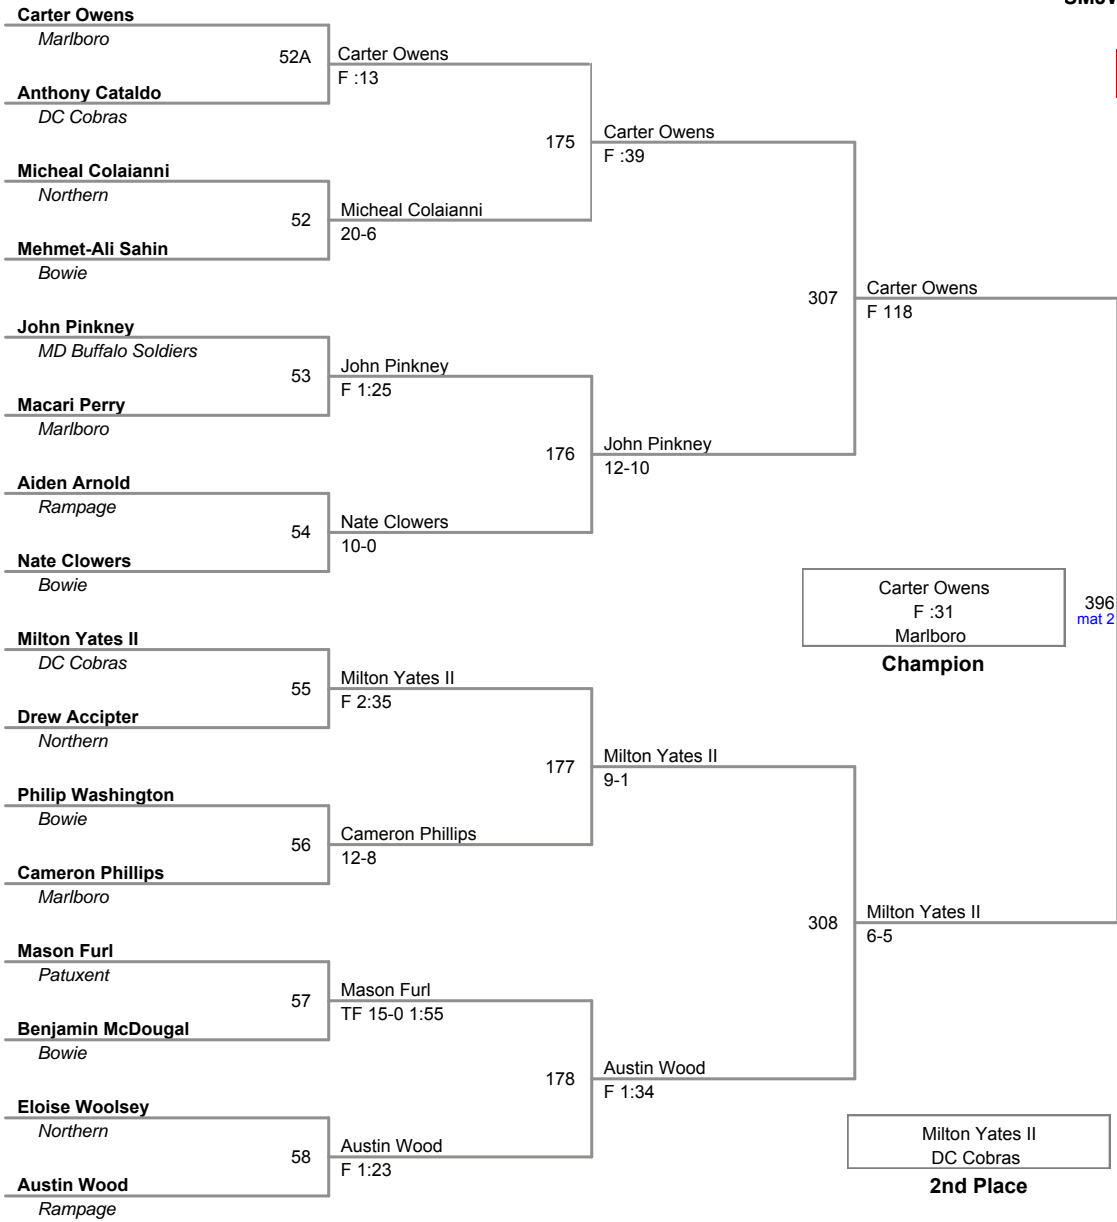 Carter Owens
Marlboro
52A
Anthony Cataldo
DC Cobras
Carter Owens
F :13
Micheal Colaianni
Northern
52
Mehmet-Ali Sahin
Bowie
Micheal Colaianni
20-6
175
Carter Owens
F :39
John Pinkney
MD Buffalo Soldiers
53
Macari Perry
Marlboro
John Pinkney
F 1:25
Aiden Arnold
Rampage
54
Nate Clowers
Bowie
Nate Clowers
10-0
176
John Pinkney
12-10
307
Carter Owens
F 118
Milton Yates II
DC Cobras
55
Drew Accipter
Northern
Milton Yates II
F 2:35
Philip Washington
Bowie
56
Cameron Phillips
Marlboro
Cameron Phillips
12-8
177
Milton Yates II
9-1
Mason Furl
Patuxent
57
Benjamin McDougal
Bowie
Mason Furl
TF 15-0 1:55
Eloise Woolsey
Northern
58
Austin Wood
Rampage
Austin Wood
F 1:23
178
Austin Wood
F 1:34
308
Milton Yates II
6-5
396
mat 2
Carter Owens
F :31
Marlboro
Champion
Milton Yates II
DC Cobras
2nd Place